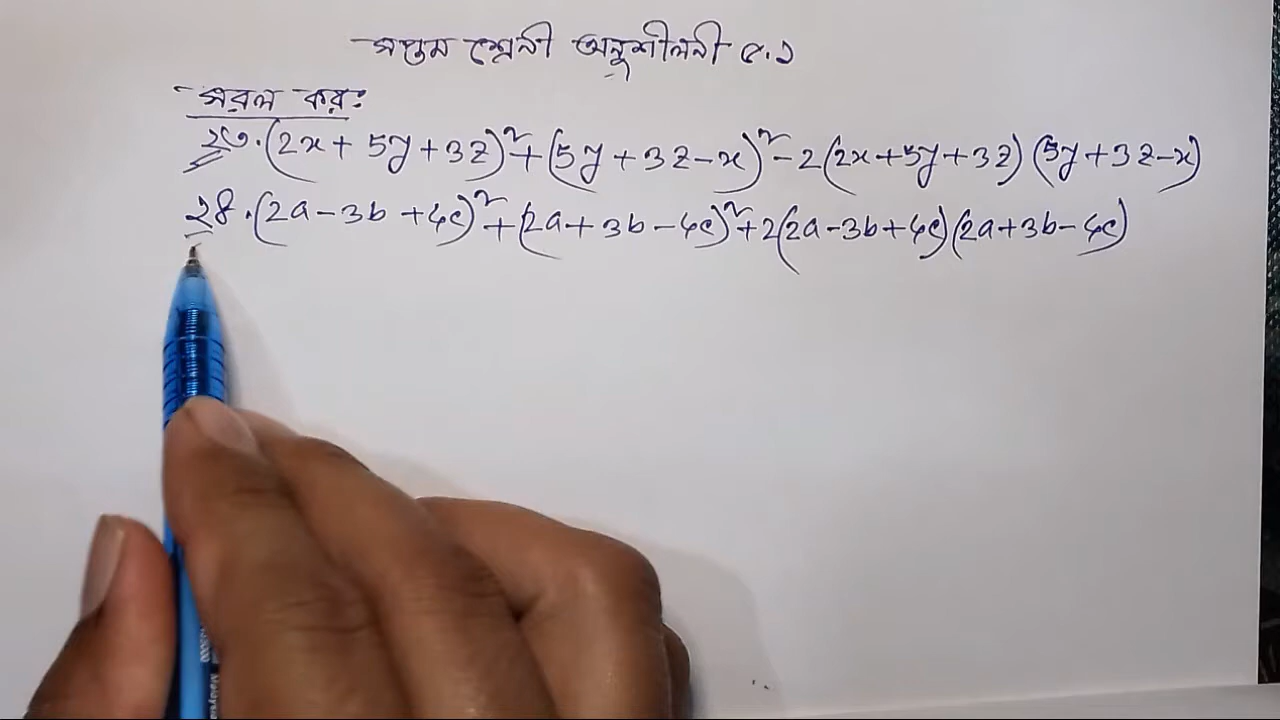 সপ্তম শ্রেনী অনুশীলনী ৫.১
সরল কর:
২৩. (2x + 5y + 3z)² + (5y + 3z - x)² - 2(2x + 5y + 3z) (5y + 3z - x)
২৪. (2a - 3b + 4c)² + (2a + 3b - 4c)² + 2(2a - 3b + 4c) (2a + 3b - 4c)